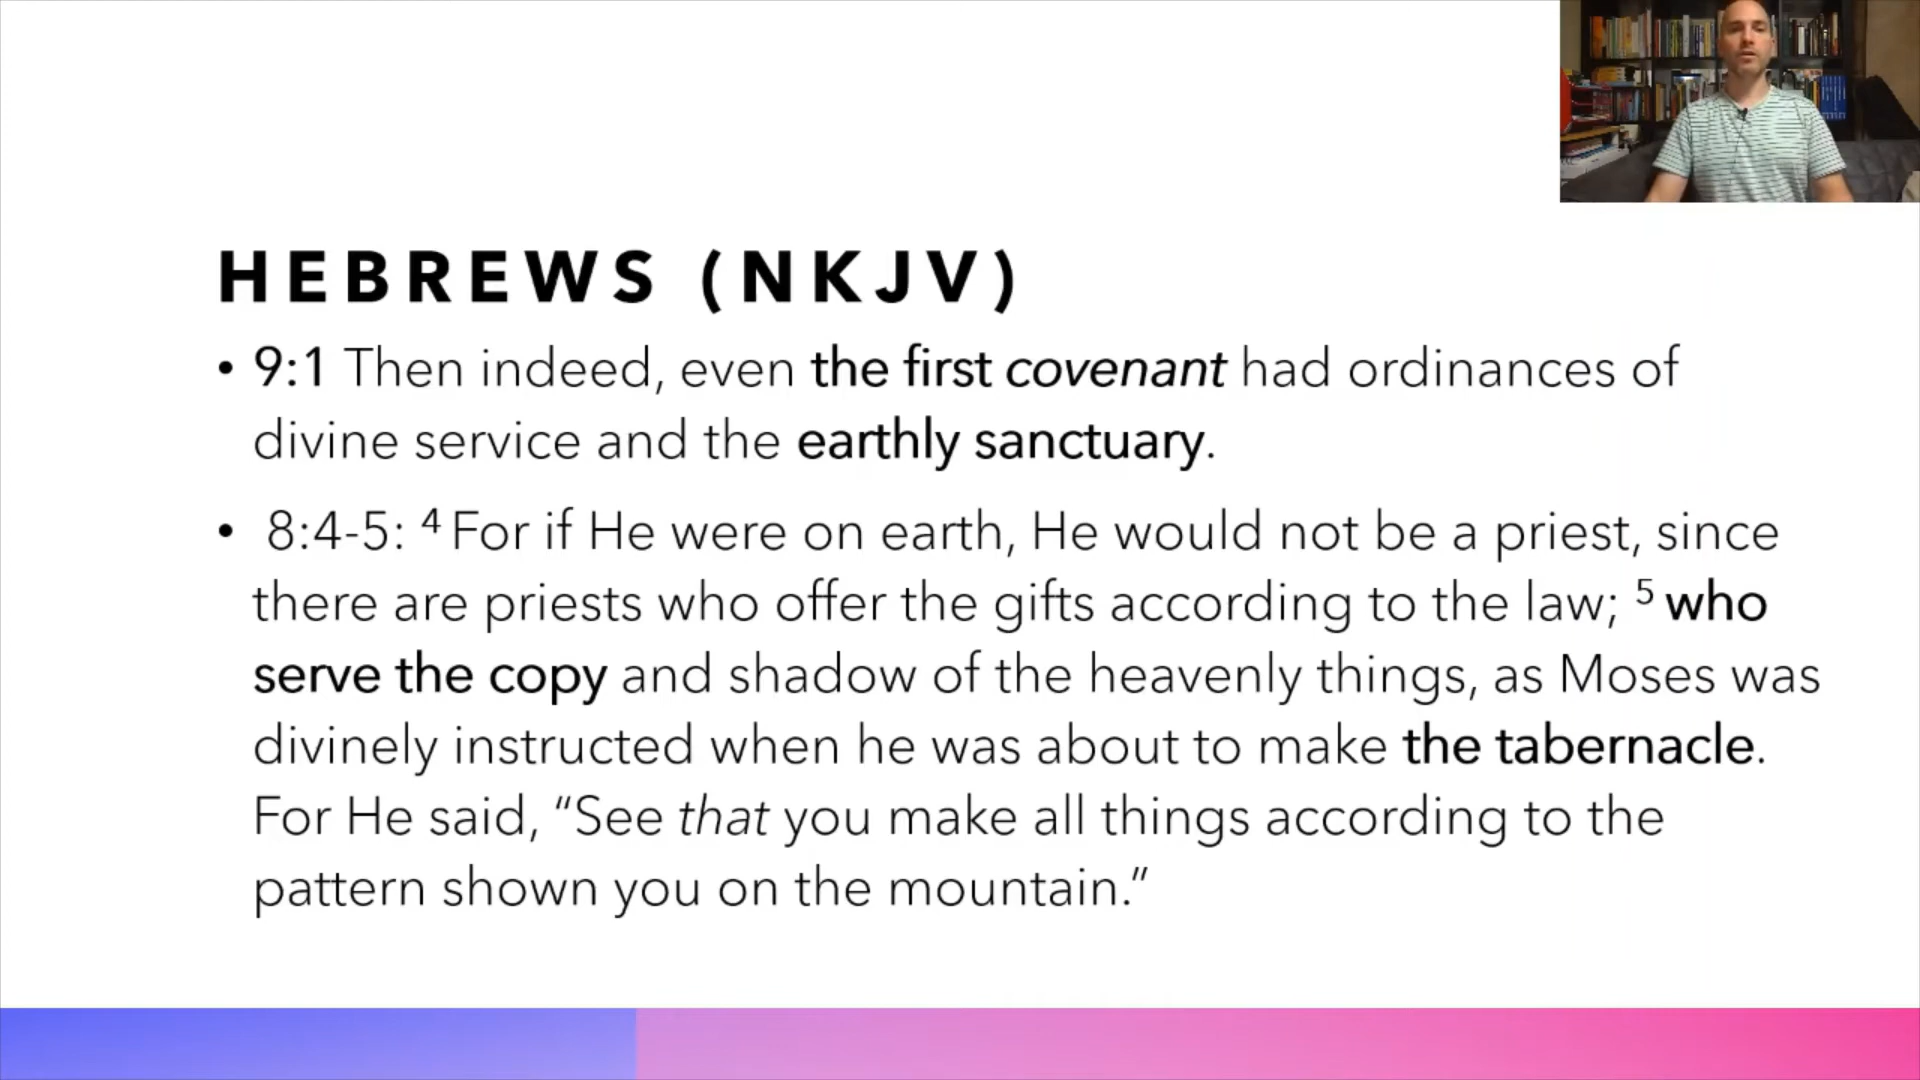 HEBREWS (NKJV)
• 9:1 Then indeed, even the first covenant had ordinances of
divine service and the earthly sanctuary.
• 8:4-5: ⁴ For if He were on earth, He would not be a priest, since
there are priests who offer the gifts according to the law; ⁵ who
serve the copy and shadow of the heavenly things, as Moses was
divinely instructed when he was about to make the tabernacle.
For He said, “See that you make all things according to the
pattern shown you on the mountain.”